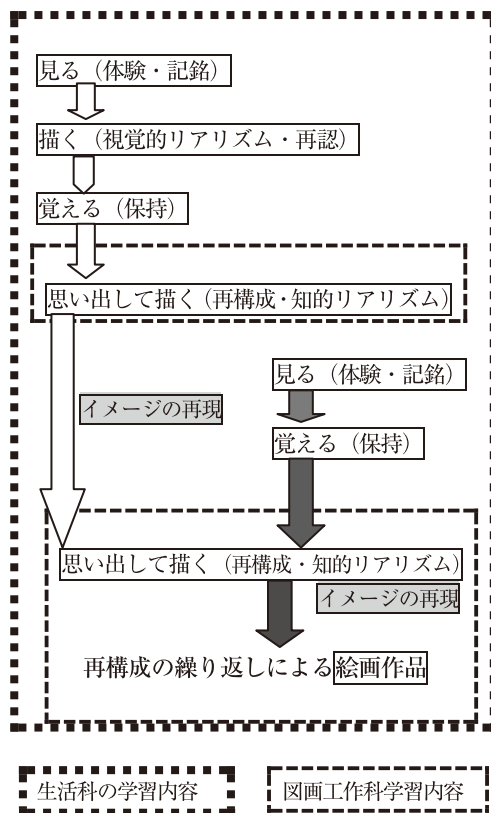 見る（体験・記銘）
描く（視覚的リアリズム・再認）
覚える（保持）
思い出して描く（再構成・知的リアリズム）
見る（体験・記銘）
イメージの再現
覚える（保持）
思い出して描く（再構成・知的リアリズム）
イメージの再現
再構成の繰り返しによる絵画作品
生活科の学習内容
図画工作科学習内容